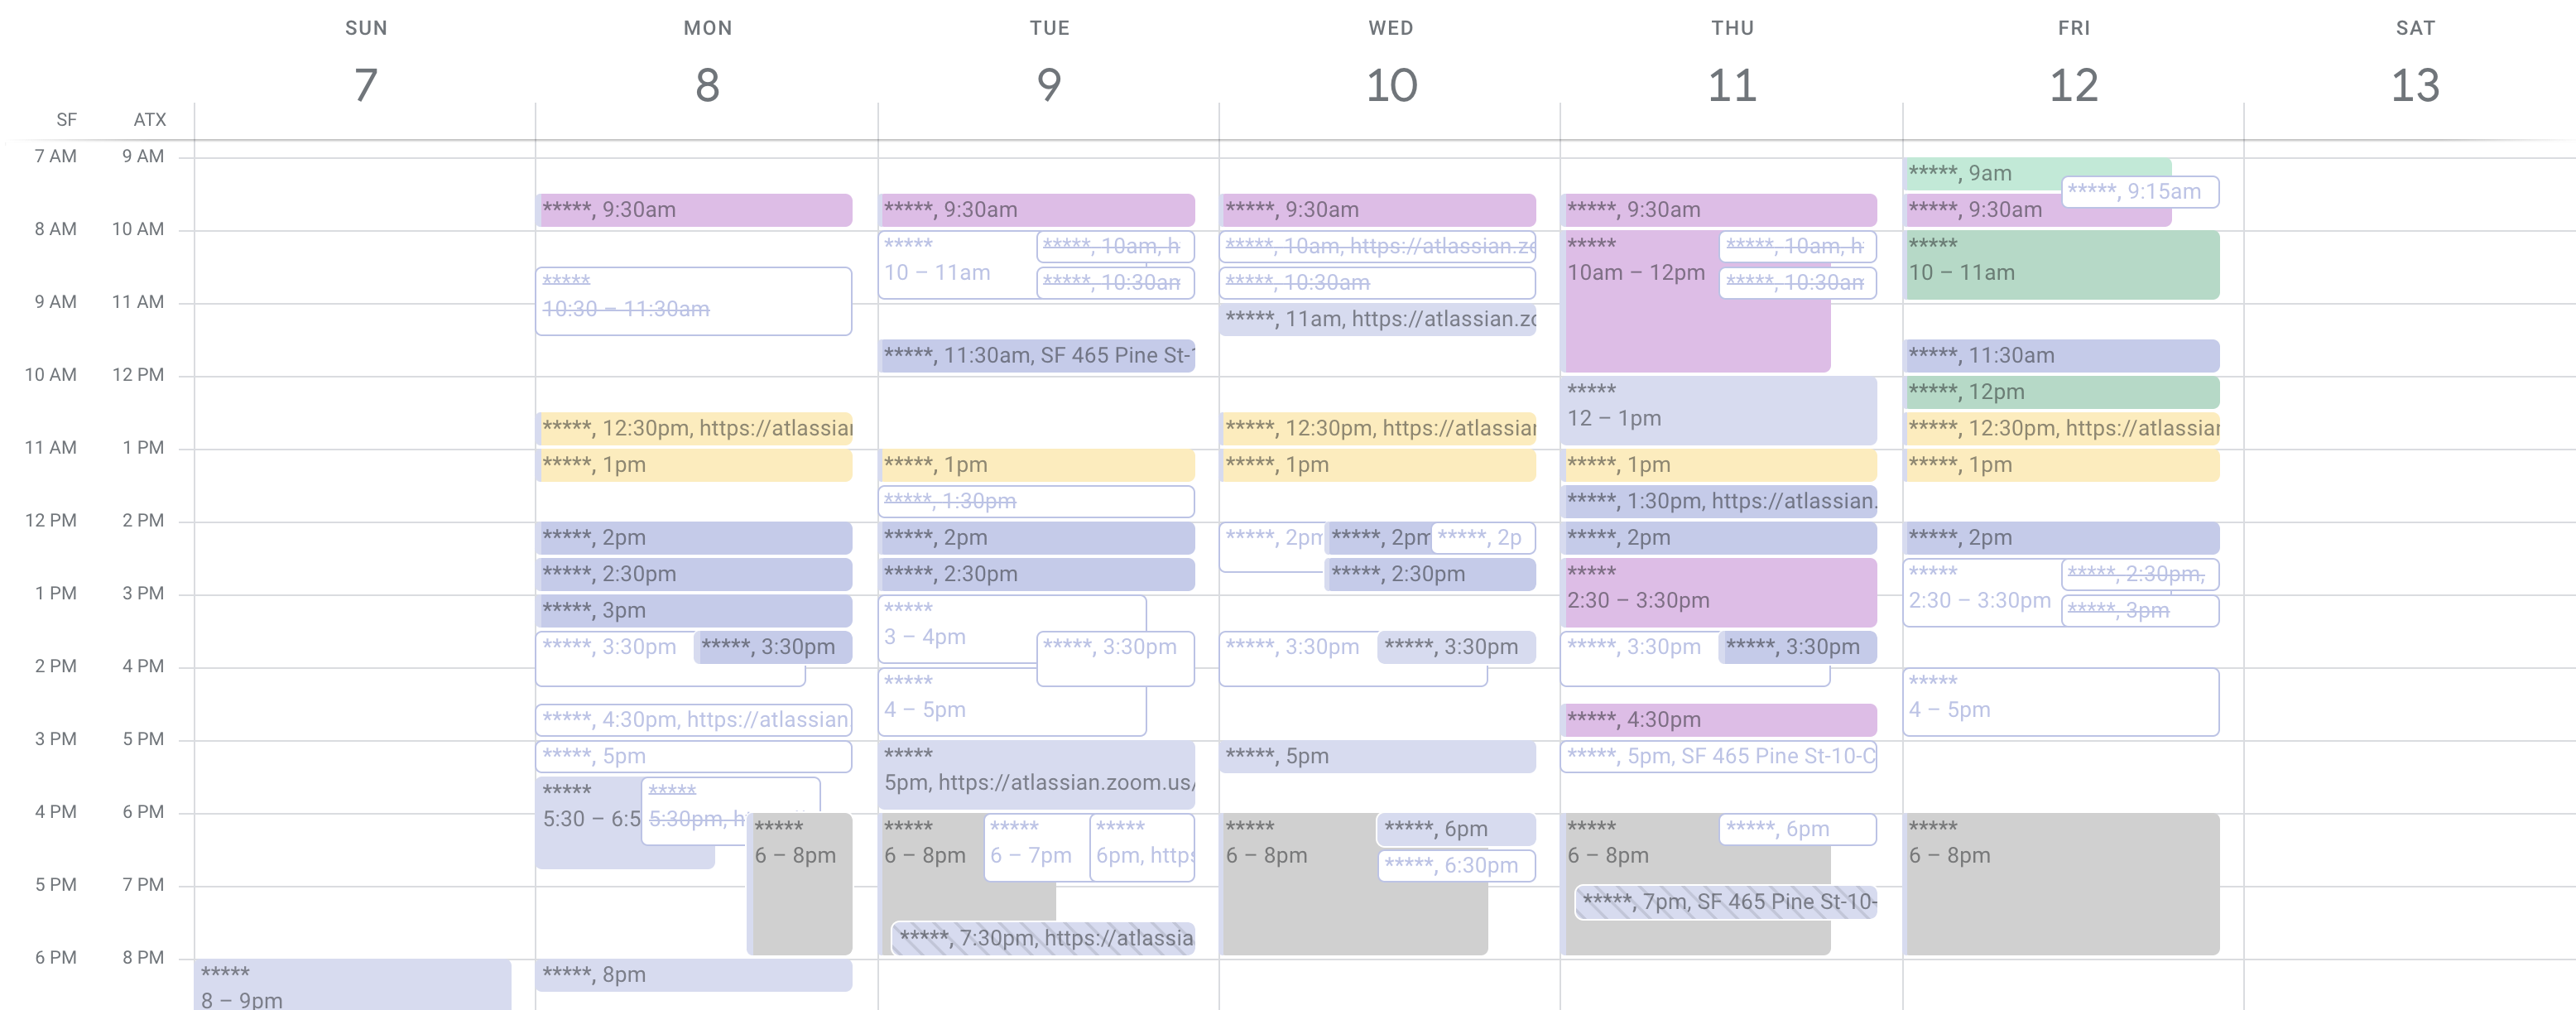 SUN
MON
TUE
WED
THU
FRI
SAT
7
8
9
10
11
12
13
SF ATX
7 AM 9 AM
8 AM 10 AM
9 AM 11 AM
10 AM 12 PM
11 AM 1 PM
12 PM 2 PM
1 PM 3 PM
2 PM 4 PM
3 PM 5 PM
4 PM 6 PM
5 PM 7 PM
6 PM 8 PM
*****
8 – 9pm
*****, 9:30am
*****
10:30 – 11:30am
*****, 12:30pm, https://atlassian
*****, 1pm
*****, 2pm
*****, 2:30pm
*****, 3pm
*****, 3:30pm
*****, 3:30pm
*****, 4:30pm, https://atlassian
*****, 5pm
*****
5:30 – 6:5
*****
5:30pm, h
*****
6 – 8pm
*****, 8pm
*****, 9:30am
*****
10 – 11am
*****, 10am, h
*****, 10:30an
*****, 11:30am, SF 465 Pine St-1
*****, 1pm
*****, 1:30pm
*****, 2pm
*****, 2:30pm
*****
3 – 4pm
*****, 3:30pm
*****
4 – 5pm
*****
5pm, https://atlassian.zoom.us/
*****
6 – 8pm
*****
6 – 7pm
*****
6pm, https
*****, 7:30pm, https://atlassia
*****, 9:30am
*****, 10am, https://atlassian.zo
*****, 10:30am
*****, 11am, https://atlassian.zo
*****, 12:30pm, https://atlassian
*****, 1pm
*****, 2pm
*****, 2pm
*****, 2p
*****, 2:30pm
*****, 3:30pm
*****, 3:30pm
*****, 5pm
*****
6 – 8pm
*****, 6pm
*****, 6:30pm
*****, 9:30am
*****
10am – 12pm
*****, 10am, h
*****, 10:30an
*****
12 – 1pm
*****, 1pm
*****, 1:30pm, https://atlassian.
*****, 2pm
*****
2:30 – 3:30pm
*****, 3:30pm
*****, 3:30pm
*****, 4:30pm
*****, 5pm, SF 465 Pine St-10-C
*****
6 – 8pm
*****, 6pm
*****, 7pm, SF 465 Pine St-10-
*****, 9am
*****, 9:15am
*****, 9:30am
*****
10 – 11am
*****, 11:30am
*****, 12pm
*****, 12:30pm, https://atlassian
*****, 1pm
*****, 2pm
*****
2:30 – 3:30pm
*****, 2:30pm,
*****, 3pm
*****
4 – 5pm
*****
6 – 8pm